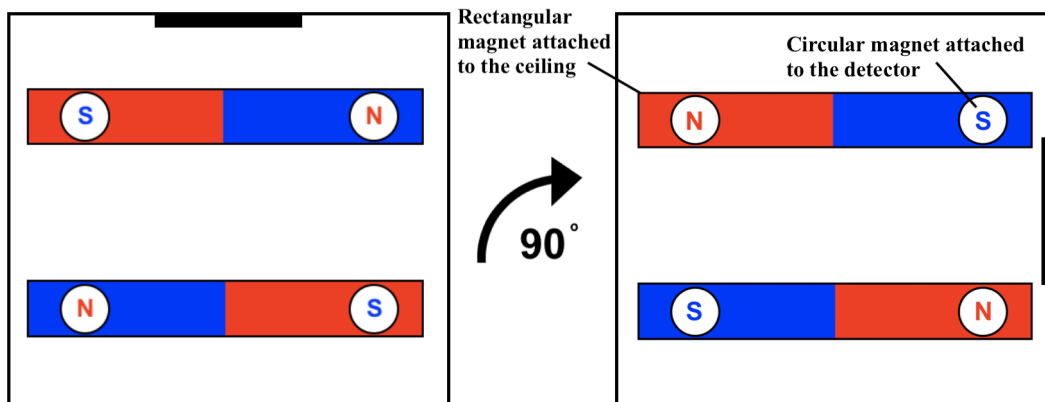 S
N
N
S
90°
Rectangular
magnet attached
to the ceiling
Circular magnet attached
to the detector
N
S
S
N